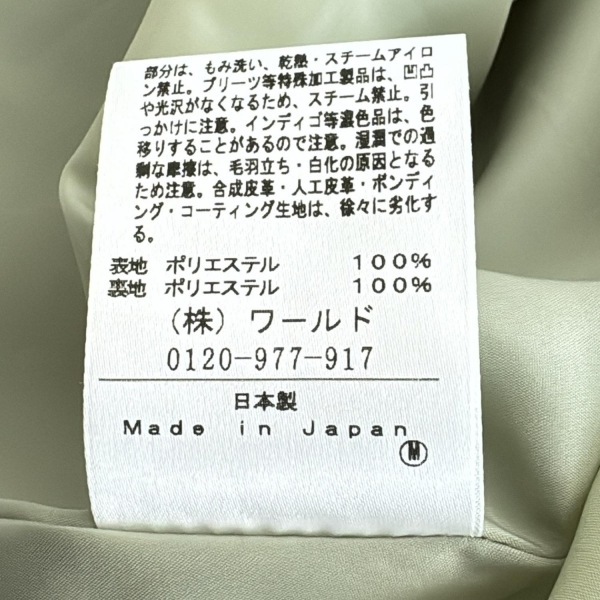 部分は、もみ洗い、乾熱・スチームアイロ
ン禁止。プリーツ等特殊加工製品は、凹凸
や光沢がなくなるため、スチーム禁止。引
っかけに注意。インディゴ等濃色品は、色
移りすることがあるので注意。湿潤での過
剰な摩擦は、毛羽立ち・白化の原因となる
ため注意。合成皮革・人工皮革・ボンディ
ング・コーティング生地は、徐々に劣化す
る。
表地 ポリエステル 100%
裏地 ポリエステル 100%
(株)ワールド
0120-977-917
日本製
Made in Japan
M